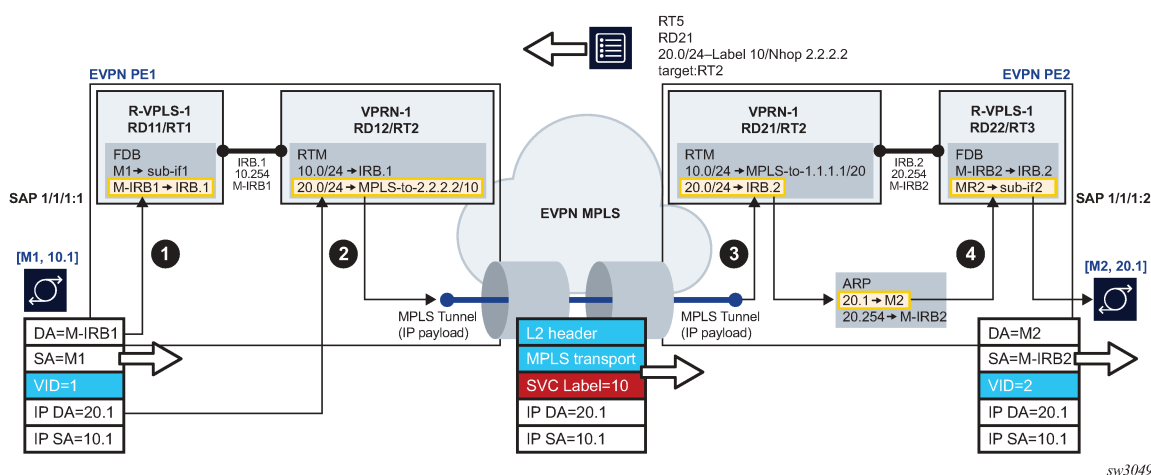 RT5
RD21
20.0/24–Label 10/Nhop 2.2.2.2
target:RT2
EVPN PE1
EVPN PE2
R-VPLS-1
RD11/RT1
FDB
M1→ sub-if1
M-IRB1 → IRB.1
IRB.1
10.254
M-IRB1
VPRN-1
RD12/RT2
RTM
10.0/24 → IRB.1
20.0/24 → MPLS-to-2.2.2.2/10
VPRN-1
RD21/RT2
RTM
10.0/24 → MPLS-to-1.1.1.1/20
20.0/24 → IRB.2
IRB.2
20.254
M-IRB2
R-VPLS-1
RD22/RT3
FDB
M-IRB2 → IRB.2
MR2 → sub-if2
SAP 1/1/1:1
SAP 1/1/1:2
EVPN MPLS
1
2
3
4
[M1, 10.1]
[M2, 20.1]
ARP
20.1 → M2
20.254 → M-IRB2
MPLS Tunnel
(IP payload)
MPLS Tunnel
(IP payload)
DA=M-IRB1
SA=M1
VID=1
IP DA=20.1
IP SA=10.1
L2 header
MPLS transport
SVC Label=10
IP DA=20.1
IP SA=10.1
DA=M2
SA=M-IRB2
VID=2
IP DA=20.1
IP SA=10.1
sw3049